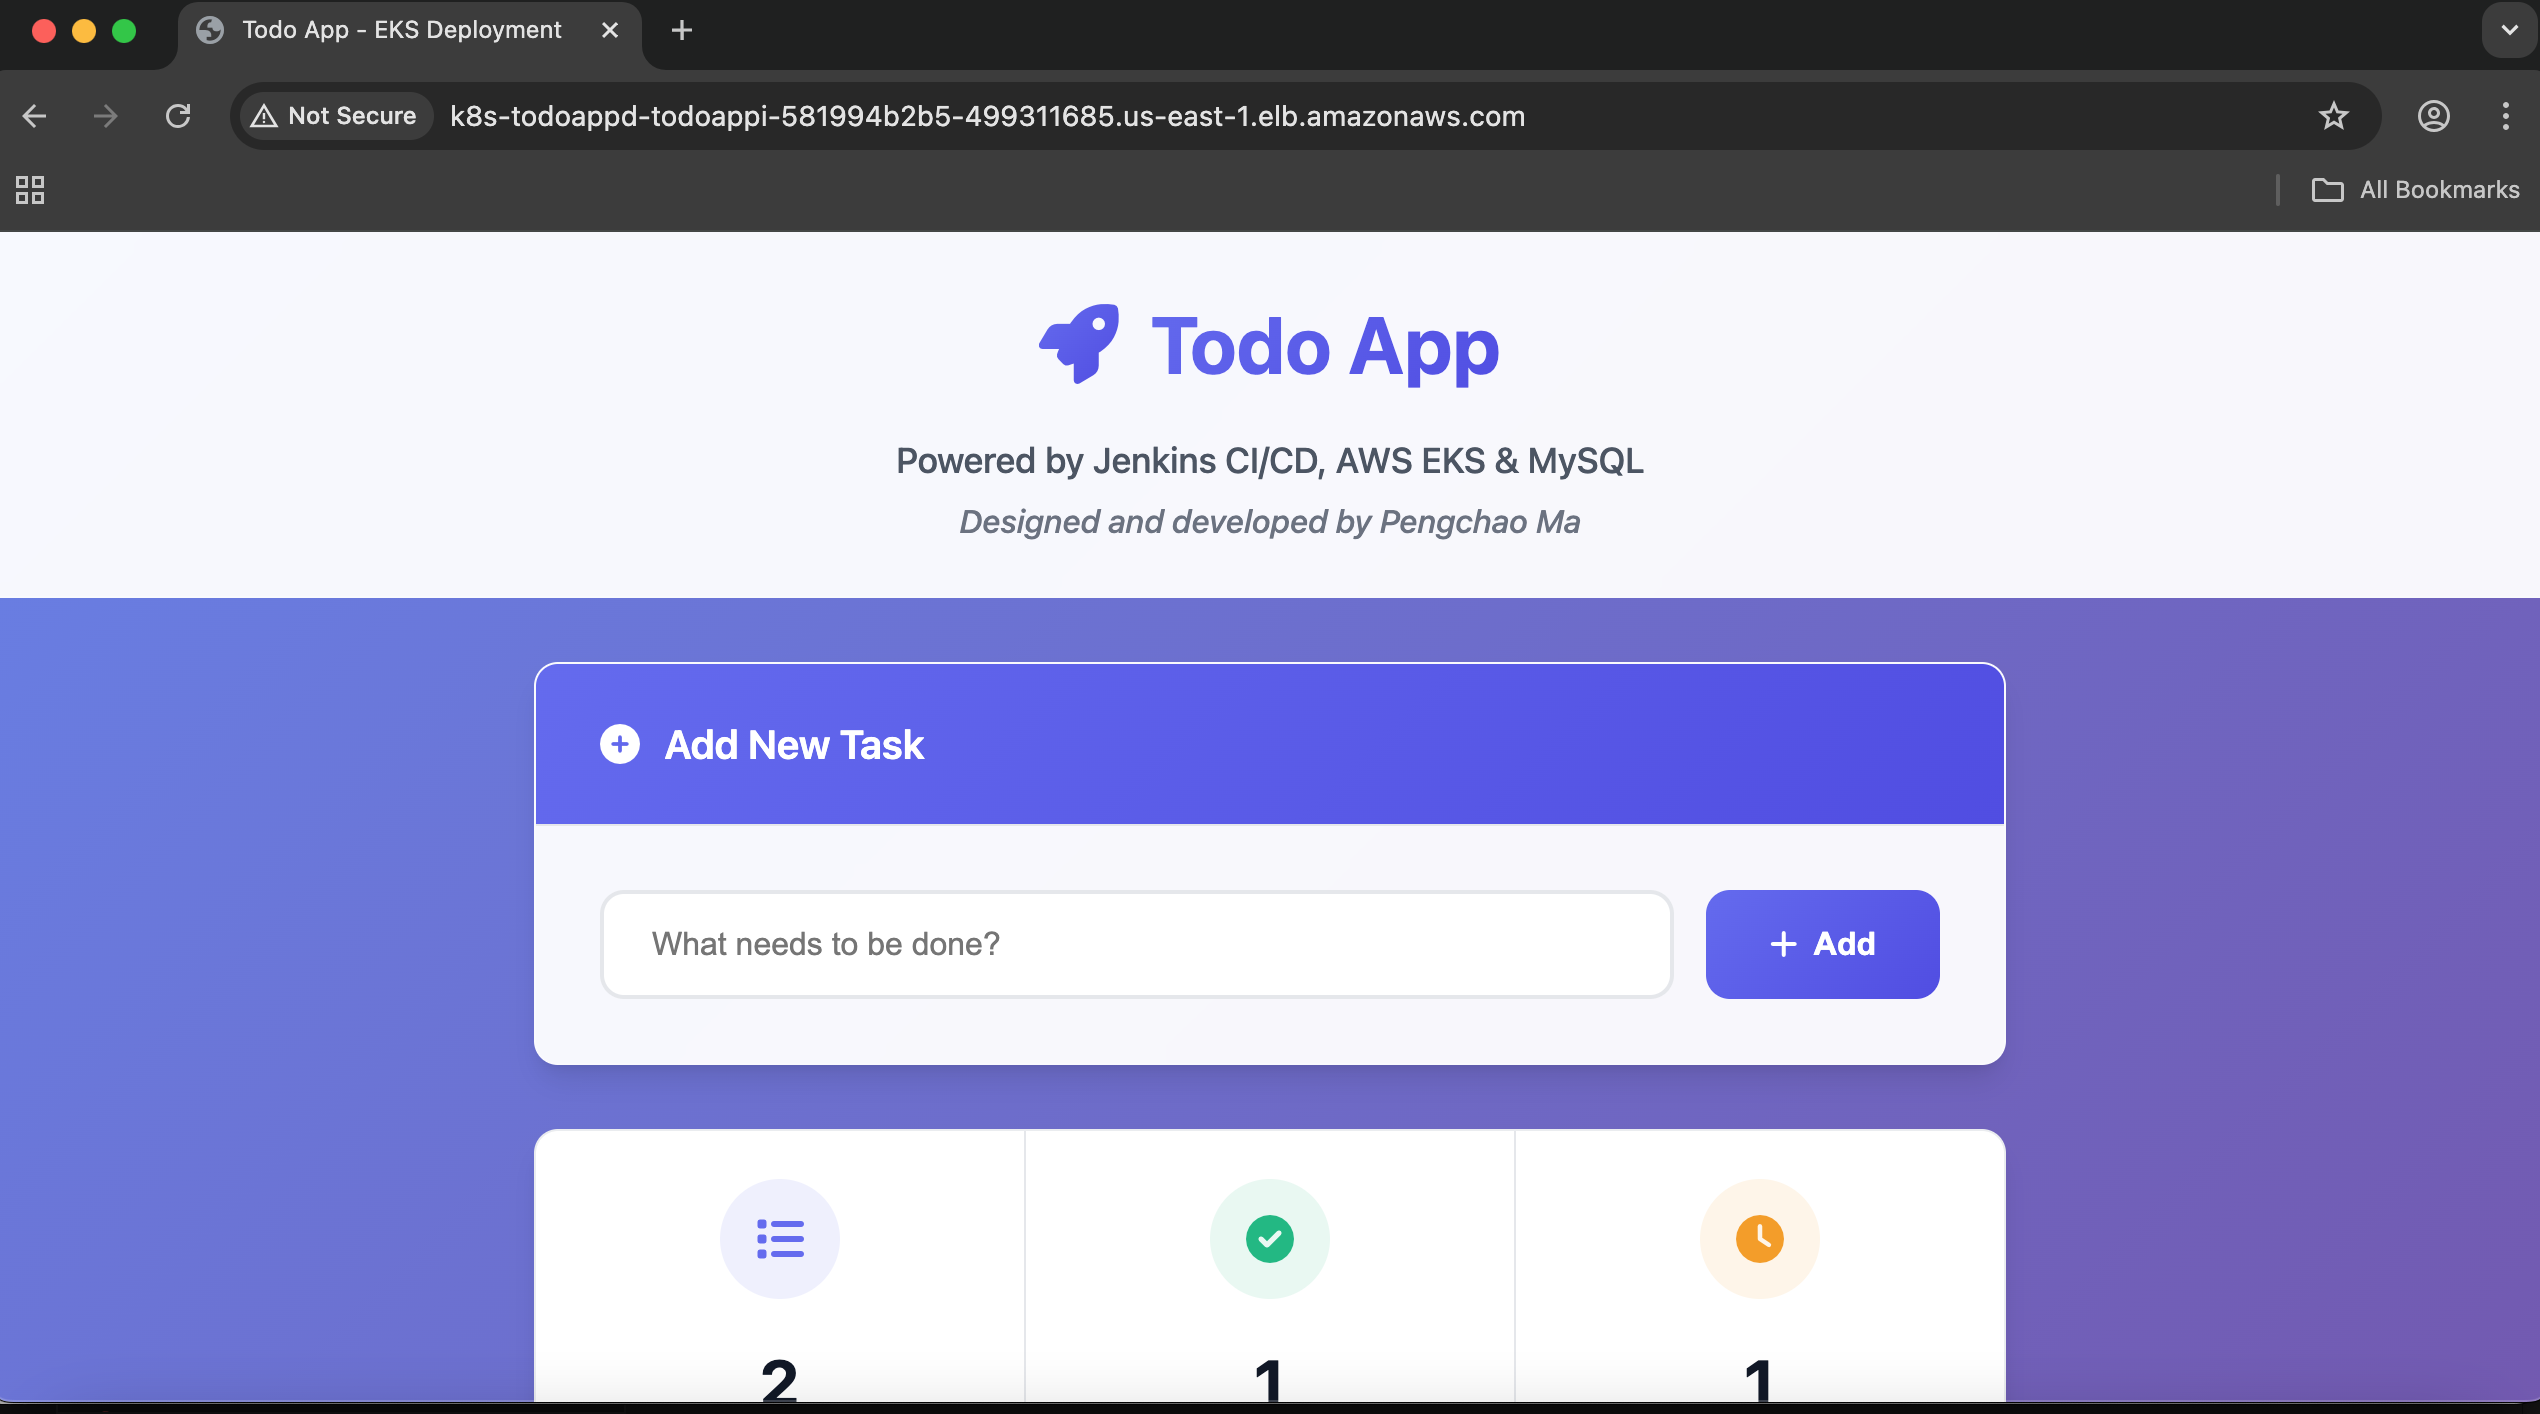 Todo App - EKS Deployment
Not Secure
k8s-todoappd-todoappi-581994b2b5-499311685.us-east-1.elb.amazonaws.com
All Bookmarks
Todo App
Powered by Jenkins CI/CD, AWS EKS & MySQL
Designed and developed by Pengchao Ma
Add New Task
What needs to be done?
Add
2
1
1